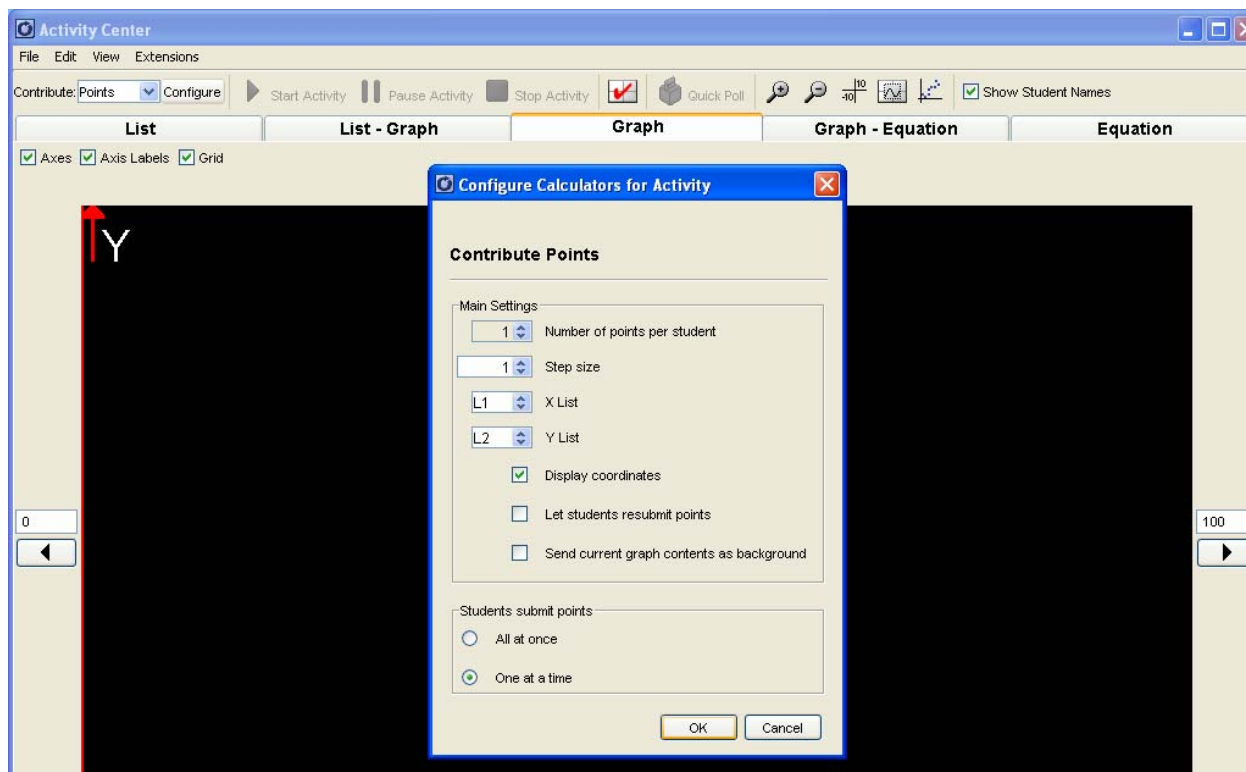 Activity Center
File Edit View Extensions
Contribute: Points Configure Start Activity Pause Activity Stop Activity Quick Poll 10 -10 Show Student Names
List List - Graph Graph Graph - Equation Equation
Axes Axis Labels Grid
Y
0
100
Configure Calculators for Activity
Contribute Points
Main Settings
1 Number of points per student
1 Step size
L1 X List
L2 Y List
Display coordinates
Let students resubmit points
Send current graph contents as background
Students submit points
All at once
One at a time
OK Cancel